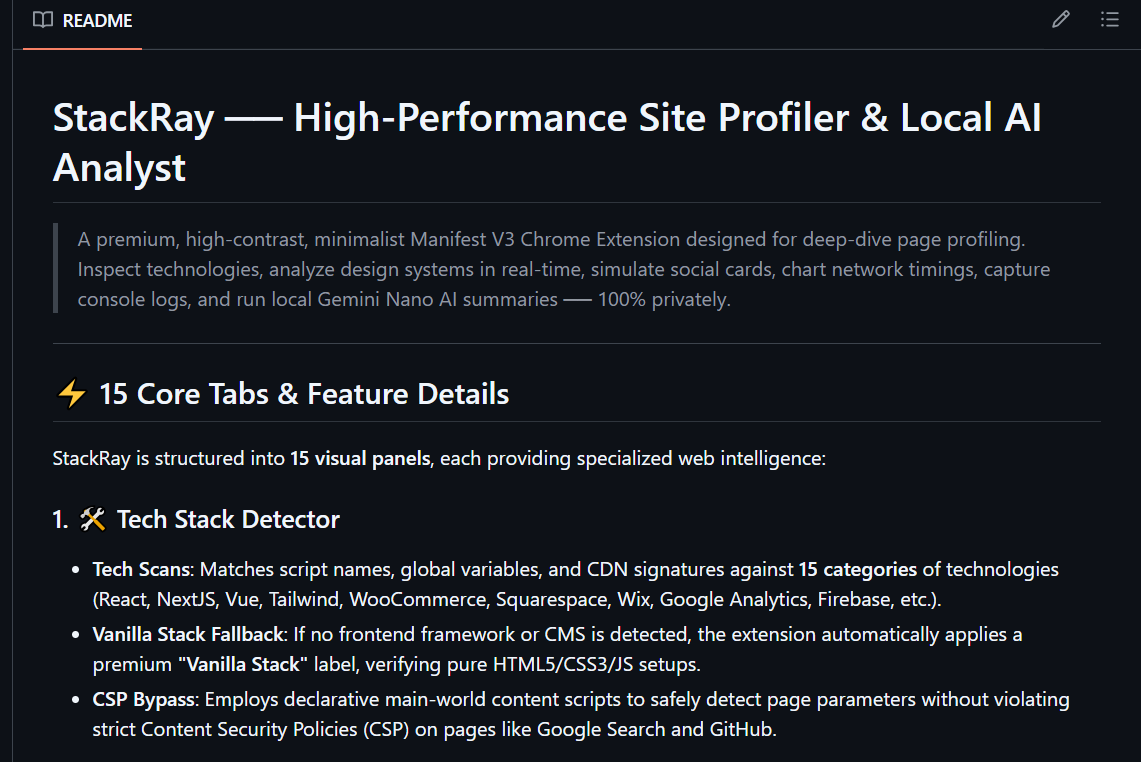 README
StackRay —— High-Performance Site Profiler & Local AI
Analyst
A premium, high-contrast, minimalist Manifest V3 Chrome Extension designed for deep-dive page profiling.
Inspect technologies, analyze design systems in real-time, simulate social cards, chart network timings, capture
console logs, and run local Gemini Nano AI summaries —— 100% privately.
⚡ 15 Core Tabs & Feature Details
StackRay is structured into 15 visual panels, each providing specialized web intelligence:
1. 🛠️ Tech Stack Detector
• Tech Scans: Matches script names, global variables, and CDN signatures against 15 categories of technologies
(React, NextJS, Vue, Tailwind, WooCommerce, Squarespace, Wix, Google Analytics, Firebase, etc.).
• Vanilla Stack Fallback: If no frontend framework or CMS is detected, the extension automatically applies a
premium "Vanilla Stack" label, verifying pure HTML5/CSS3/JS setups.
• CSP Bypass: Employs declarative main-world content scripts to safely detect page parameters without violating
strict Content Security Policies (CSP) on pages like Google Search and GitHub.